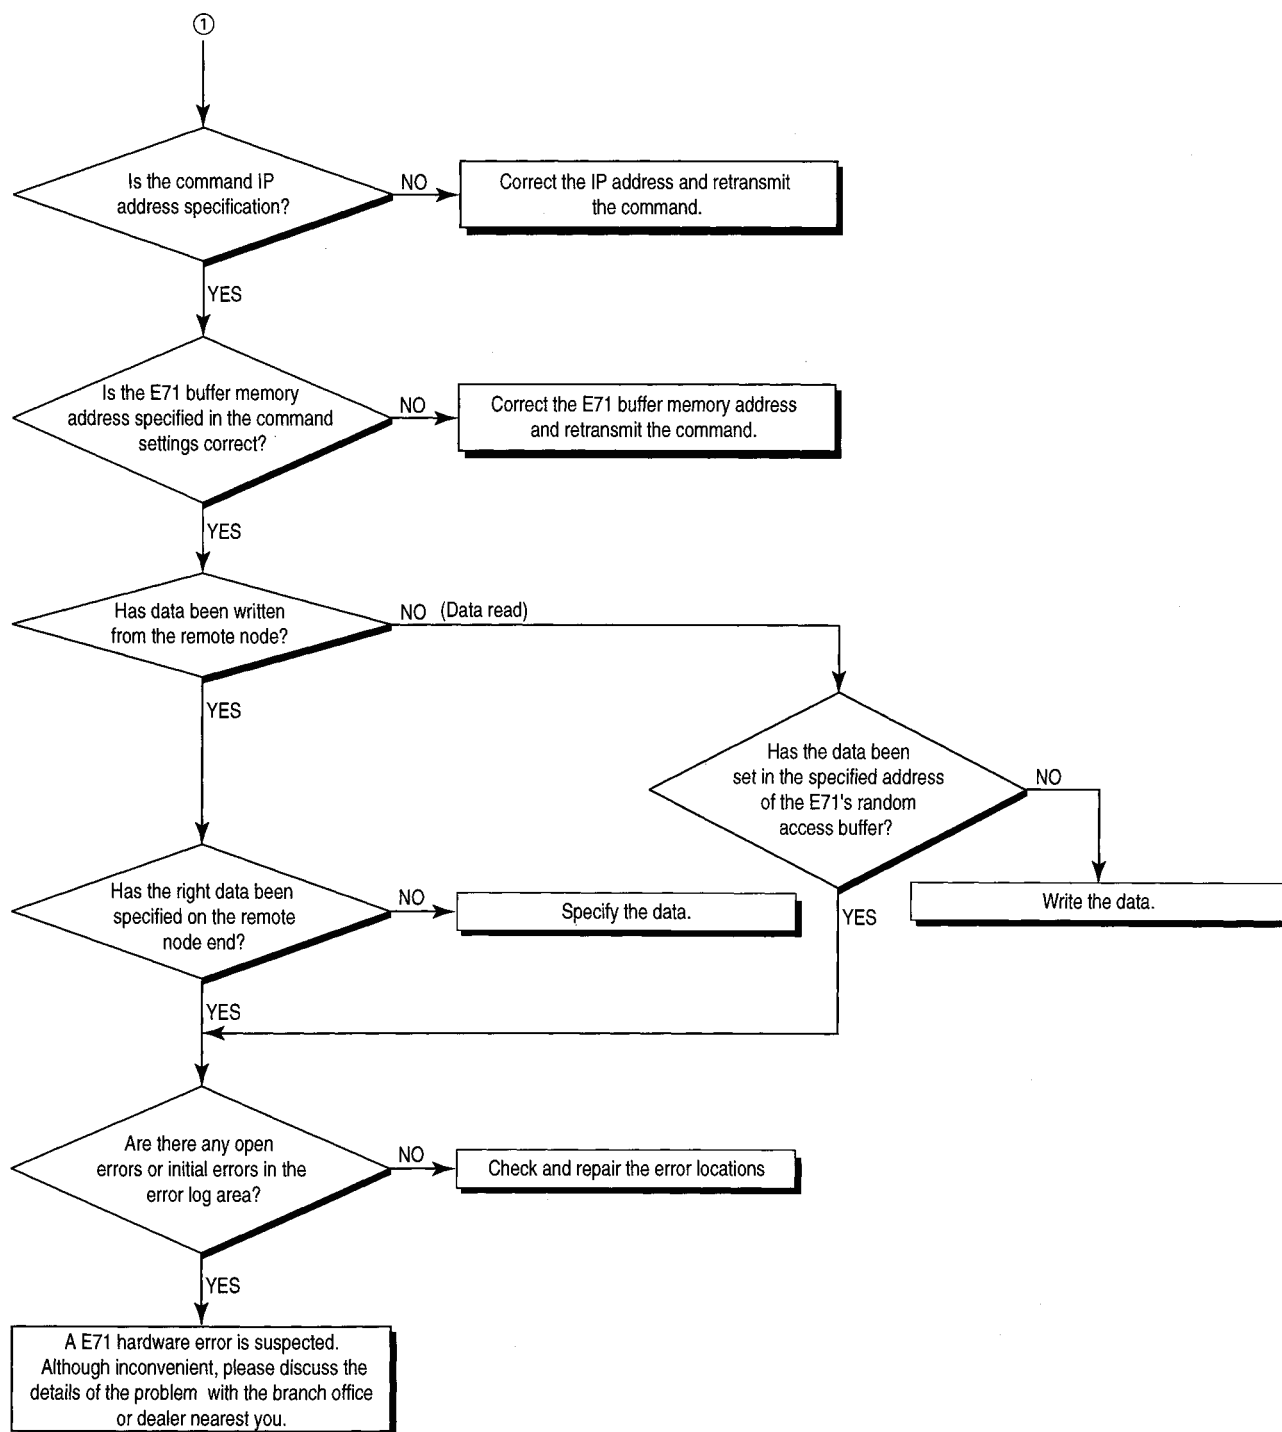 ①
Is the command IP
address specification?
NO
Correct the IP address and retransmit
the command.
YES
Is the E71 buffer memory
address specified in the command
settings correct?
NO
Correct the E71 buffer memory address
and retransmit the command.
YES
Has data been written
from the remote node?
NO (Data read)
YES
Has the data been
set in the specified address
of the E71's random
access buffer?
NO
Write the data.
YES
Has the right data been
specified on the remote
node end?
NO
Specify the data.
YES
Are there any open
errors or initial errors in the
error log area?
NO
Check and repair the error locations
YES
A E71 hardware error is suspected.
Although inconvenient, please discuss the
details of the problem with the branch office
or dealer nearest you.